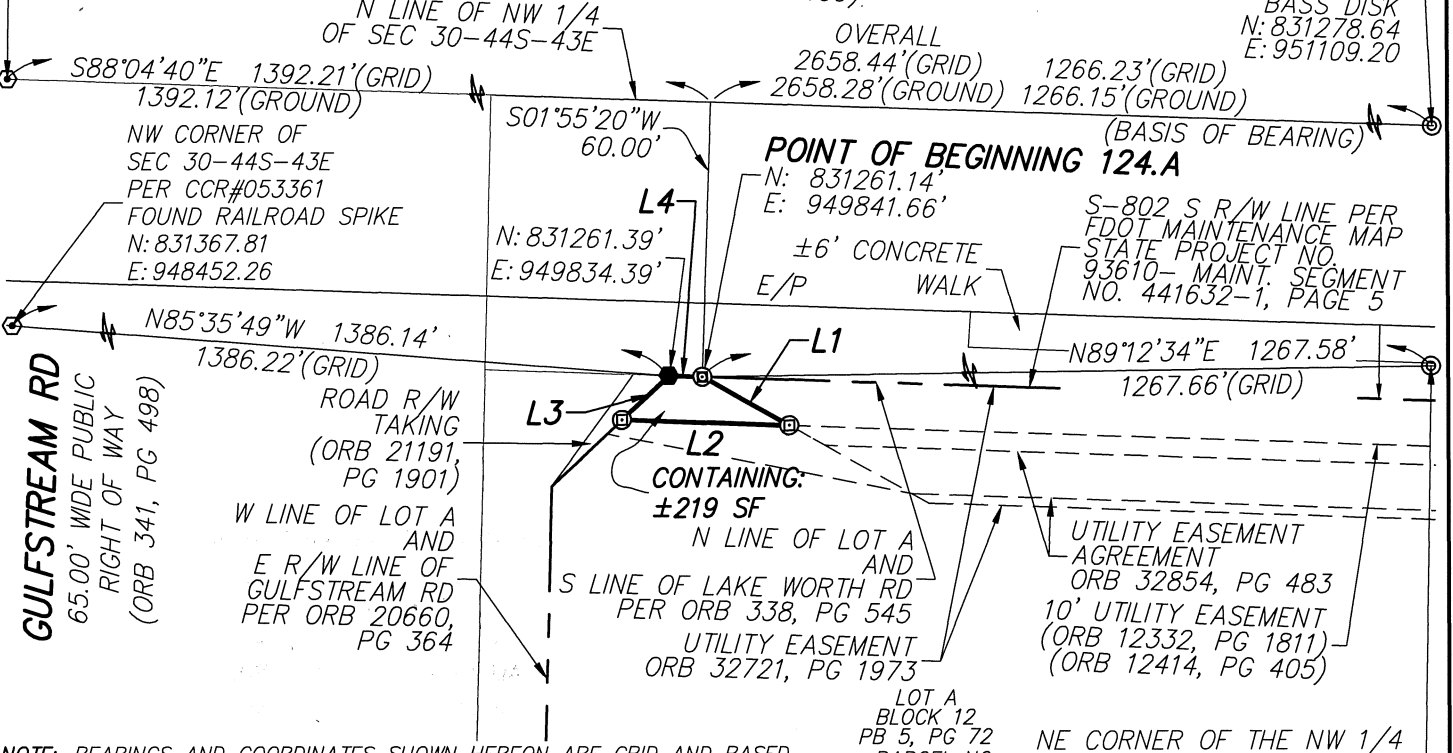 N LINE OF NW 1/4
OF SEC 30-44S-43E
OVERALL
2658.44'(GRID)
2658.28'(GROUND)
BASS DISK
N: 831278.64
E: 951109.20
S88°04'40"E 1392.21'(GRID)
1392.12'(GROUND)
1266.23'(GRID)
1266.15'(GROUND)
(BASIS OF BEARING)
S01°55'20"W
60.00'
NW CORNER OF
SEC 30-44S-43E
PER CCR#053361
FOUND RAILROAD SPIKE
N: 831367.81
E: 948452.26
POINT OF BEGINNING 124.A
N: 831261.14'
E: 949841.66'
L4
N: 831261.39'
E: 949834.39'
±6' CONCRETE
WALK
E/P
S-802 S R/W LINE PER
FDOT MAINTENANCE MAP
STATE PROJECT NO.
93610- MAINT. SEGMENT
NO. 441632-1, PAGE 5
N85°35'49"W 1386.14'
1386.22'(GRID)
L1
N89°12'34"E 1267.58'
1267.66'(GRID)
GULFSTREAM RD
65.00' WIDE PUBLIC
RIGHT OF WAY
(ORB 341, PG 498)
ROAD R/W
TAKING
(ORB 21191,
PG 1901)
L3
L2
CONTAINING:
±219 SF
W LINE OF LOT A
AND
E R/W LINE OF
GULFSTREAM RD
PER ORB 20660,
PG 364
N LINE OF LOT A
AND
S LINE OF LAKE WORTH RD
PER ORB 338, PG 545
UTILITY EASEMENT
ORB 32721, PG 1973
UTILITY EASEMENT
AGREEMENT
ORB 32854, PG 483
10' UTILITY EASEMENT
(ORB 12332, PG 1811)
(ORB 12414, PG 405)
LOT A
BLOCK 12
PB 5, PG 72
NE CORNER OF THE NW 1/4
NOTE: BEARINGS AND COORDINATES SHOWN HEREON ARE GRID AND BASED